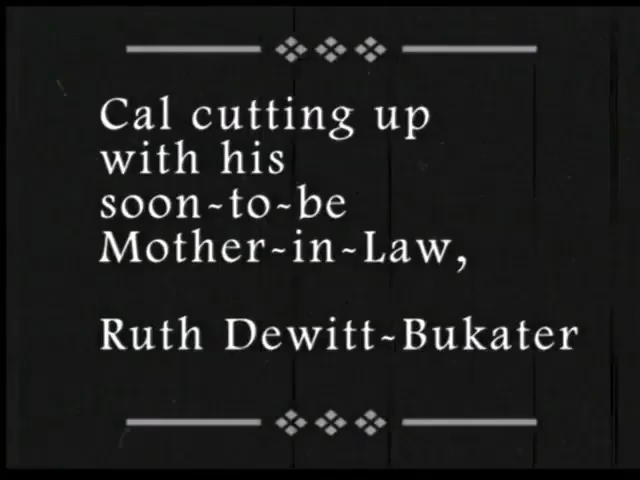 Cal cutting up
with his
soon-to-be
Mother-in-Law,
Ruth Dewitt-Bukater